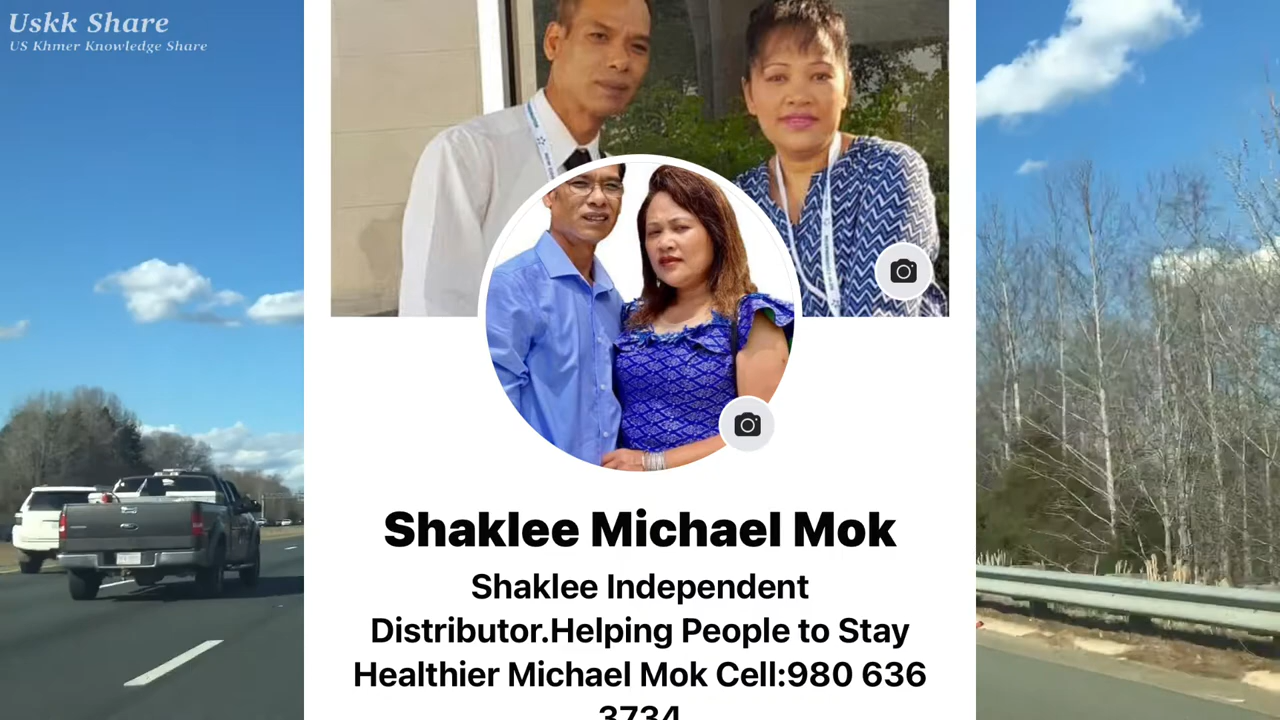 Uskk Share
US Khmer Knowledge Share
Shaklee Michael Mok
Shaklee Independent
Distributor.Helping People to Stay
Healthier Michael Mok Cell:980 636
3734